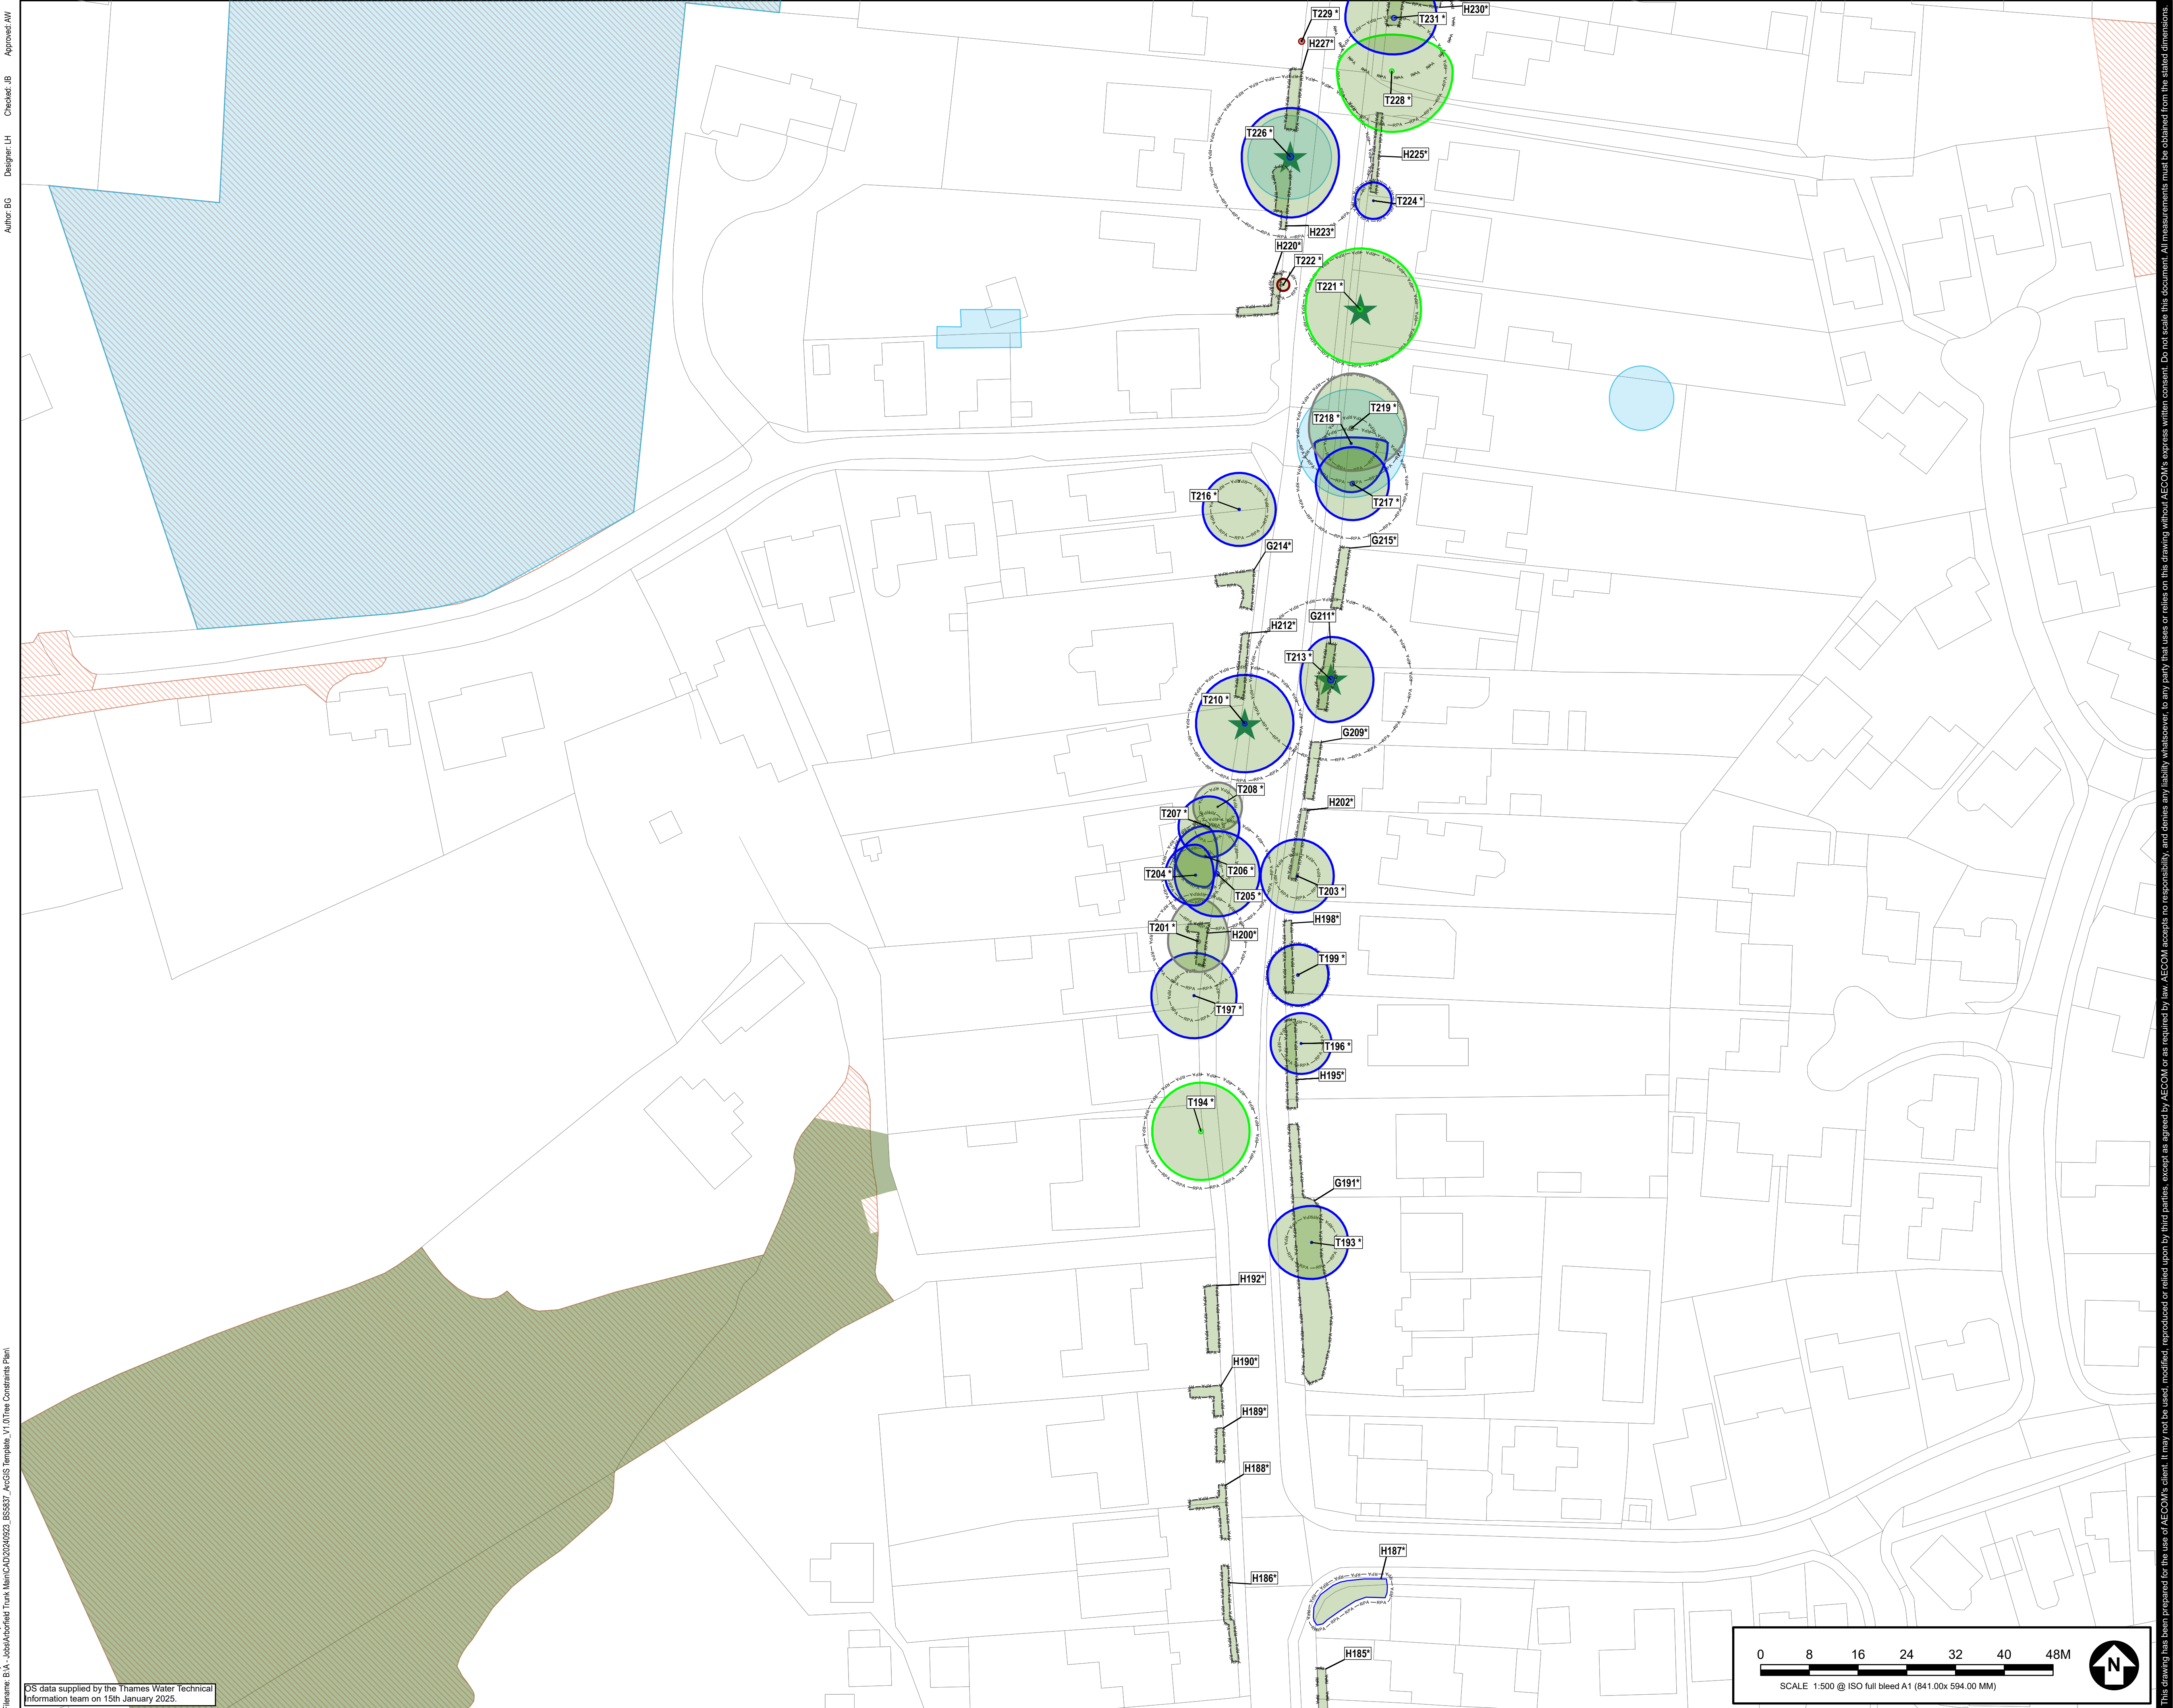 Approved: AW
Checked: JB
Designer: LH
Author: BG
Filename: B:\A - Jobs\Arborfield Trunk Main\CAD\20240923_BS5837_ArcGIS Template_V1.0\Tree Constraints Plan\
T229 *
H230*
T231 *
H227*
T228 *
T226 *
H225*
T224 *
H223*
H220*
T222 *
T221 *
T219 *
T218 *
T217 *
T216 *
G215*
G214*
G211*
H212*
T213 *
T210 *
G209*
T208 *
H202*
T207 *
T206 *
T204 *
T205 *
T203 *
H198*
T201 *
H200*
T199 *
T197 *
T196 *
H195*
T194 *
G191*
T193 *
H192*
H190*
H189*
H188*
H187*
H186*
H185*
OS data supplied by the Thames Water Technical
Information team on 15th January 2025.
0 8 16 24 32 40 48M
SCALE 1:500 @ ISO full bleed A1 (841.00x 594.00 MM)
N
This drawing has been prepared for the use of AECOM's client. It may not be used, modified, reproduced or relied upon by third parties, except as agreed by AECOM or as required by law. AECOM accepts no responsibility, and denies any liability whatsoever, to any party that uses or relies on this drawing without AECOM's express written consent. Do not scale this document. All measurements must be obtained from the stated dimensions.